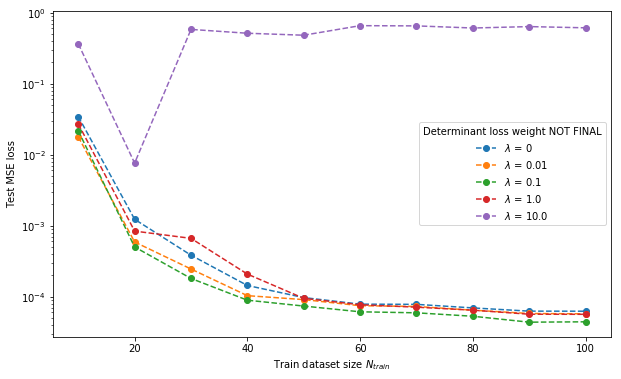 10⁰
10⁻¹
10⁻²
10⁻³
10⁻⁴
Test MSE loss
Determinant loss weight NOT FINAL
λ = 0
λ = 0.01
λ = 0.1
λ = 1.0
λ = 10.0
20
40
60
80
100
Train dataset size N_train